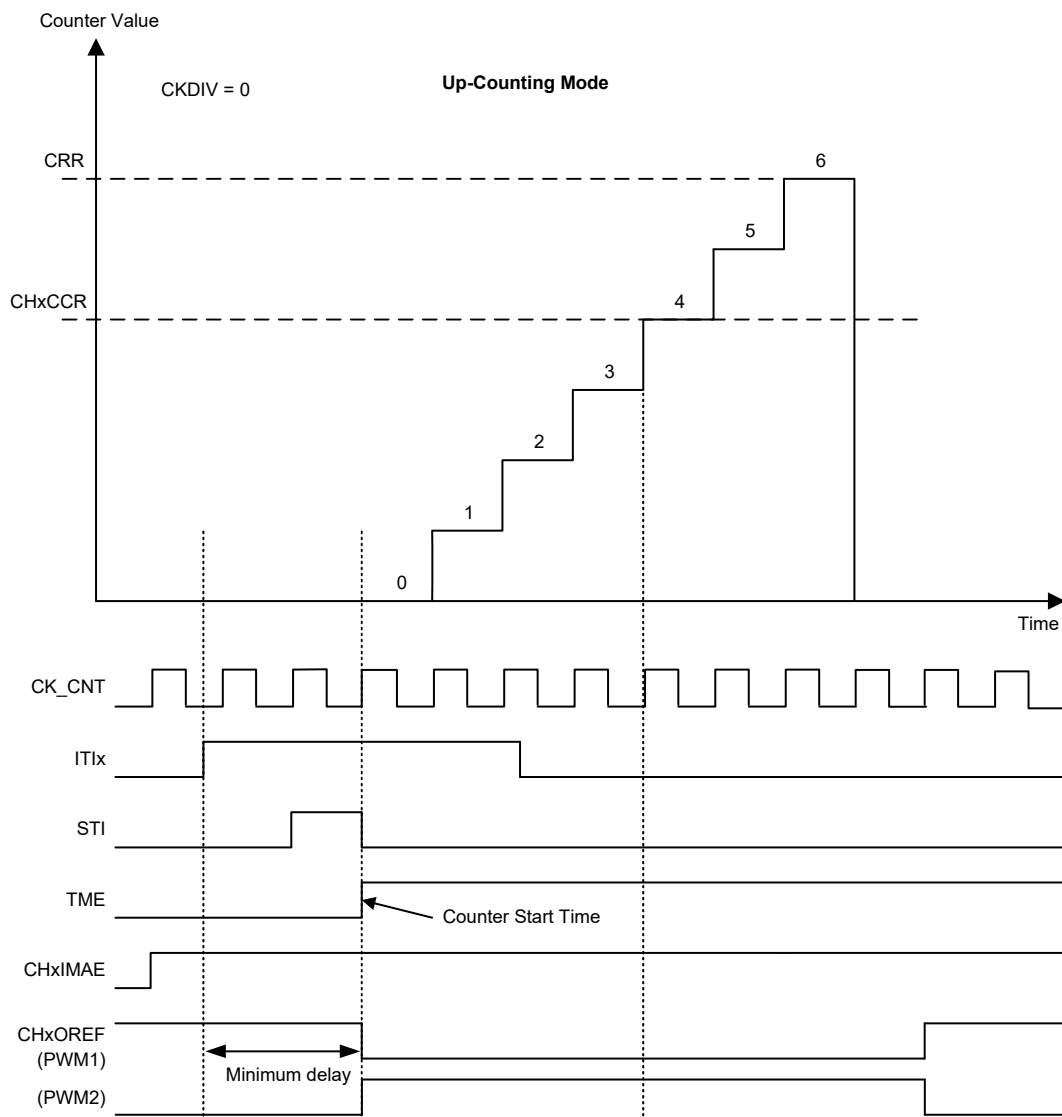 Counter Value
CKDIV = 0
Up-Counting Mode
CRR
6
5
CHxCCR
4
3
2
1
0
Time
CK_CNT
ITIx
STI
TME
Counter Start Time
CHxIMAE
CHxOREF
(PWM1)
Minimum delay
(PWM2)